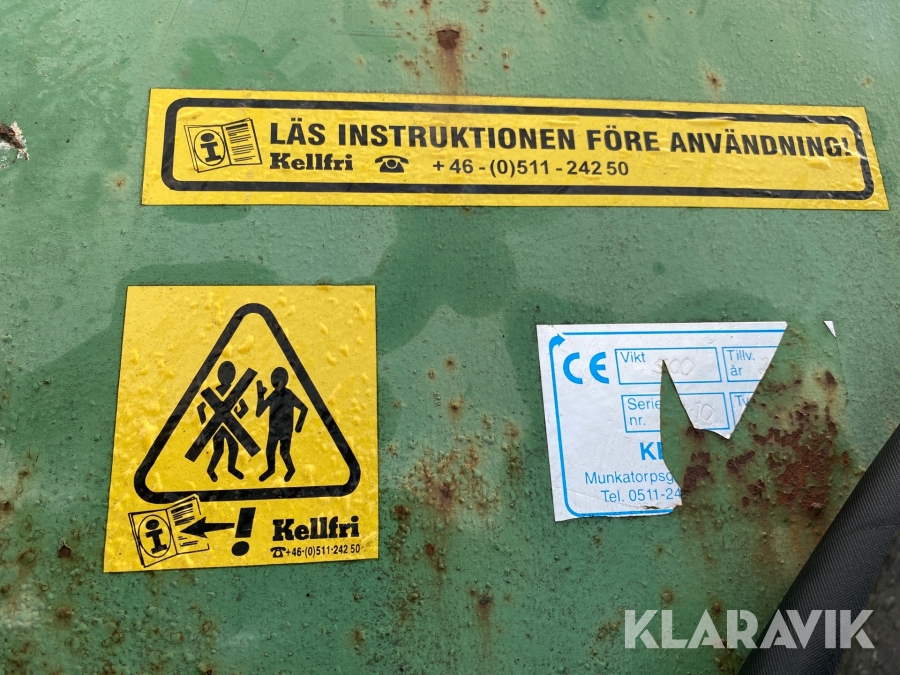 LÄS INSTRUKTIONEN FÖRE ANVÄNDNING!
Kellfri ☎ +46-(0)511-242 50
! Kellfri
☎+46-(0)511-242 50
CE Vikt Tillv. år
Serie nr. 10
Munkatorpsg
Tel. 0511-24
KLARAVIK